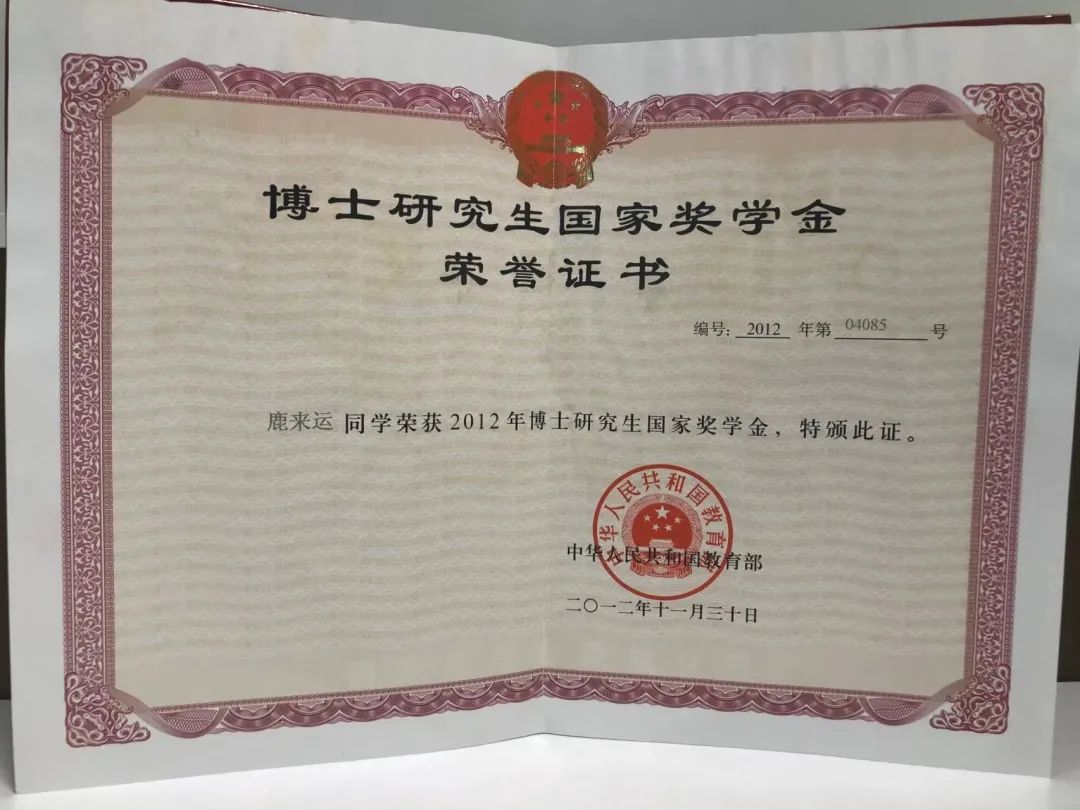 博士研究生国家奖学金
荣誉证书
编号: 2012 年第 04085 号
鹿来运 同学荣获2012年博士研究生国家奖学金，特颁此证。
中华人民共和国教育部
中华人民共和国教育部
二〇一二年十一月三十日